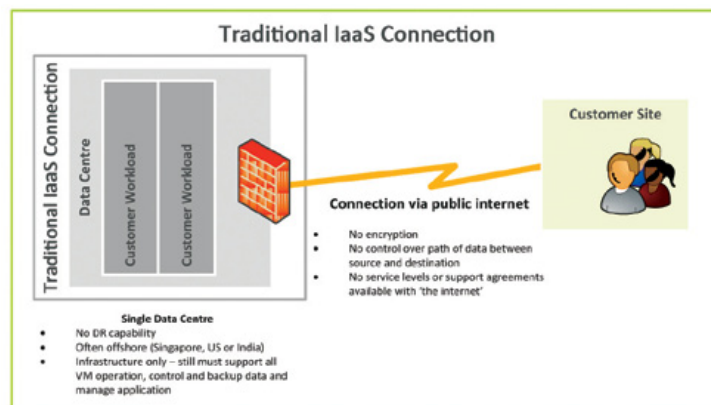 Traditional IaaS Connection
Traditional IaaS Connection
Data Centre
Customer Workload
Customer Workload
Customer Site
Connection via public internet
• No encryption
• No control over path of data between
source and destination
• No service levels or support agreements
available with 'the internet'
Single Data Centre
• No DR capability
• Often offshore (Singapore, US or India)
• Infrastructure only – still must support all
VM operation, control and backup data and
manage application